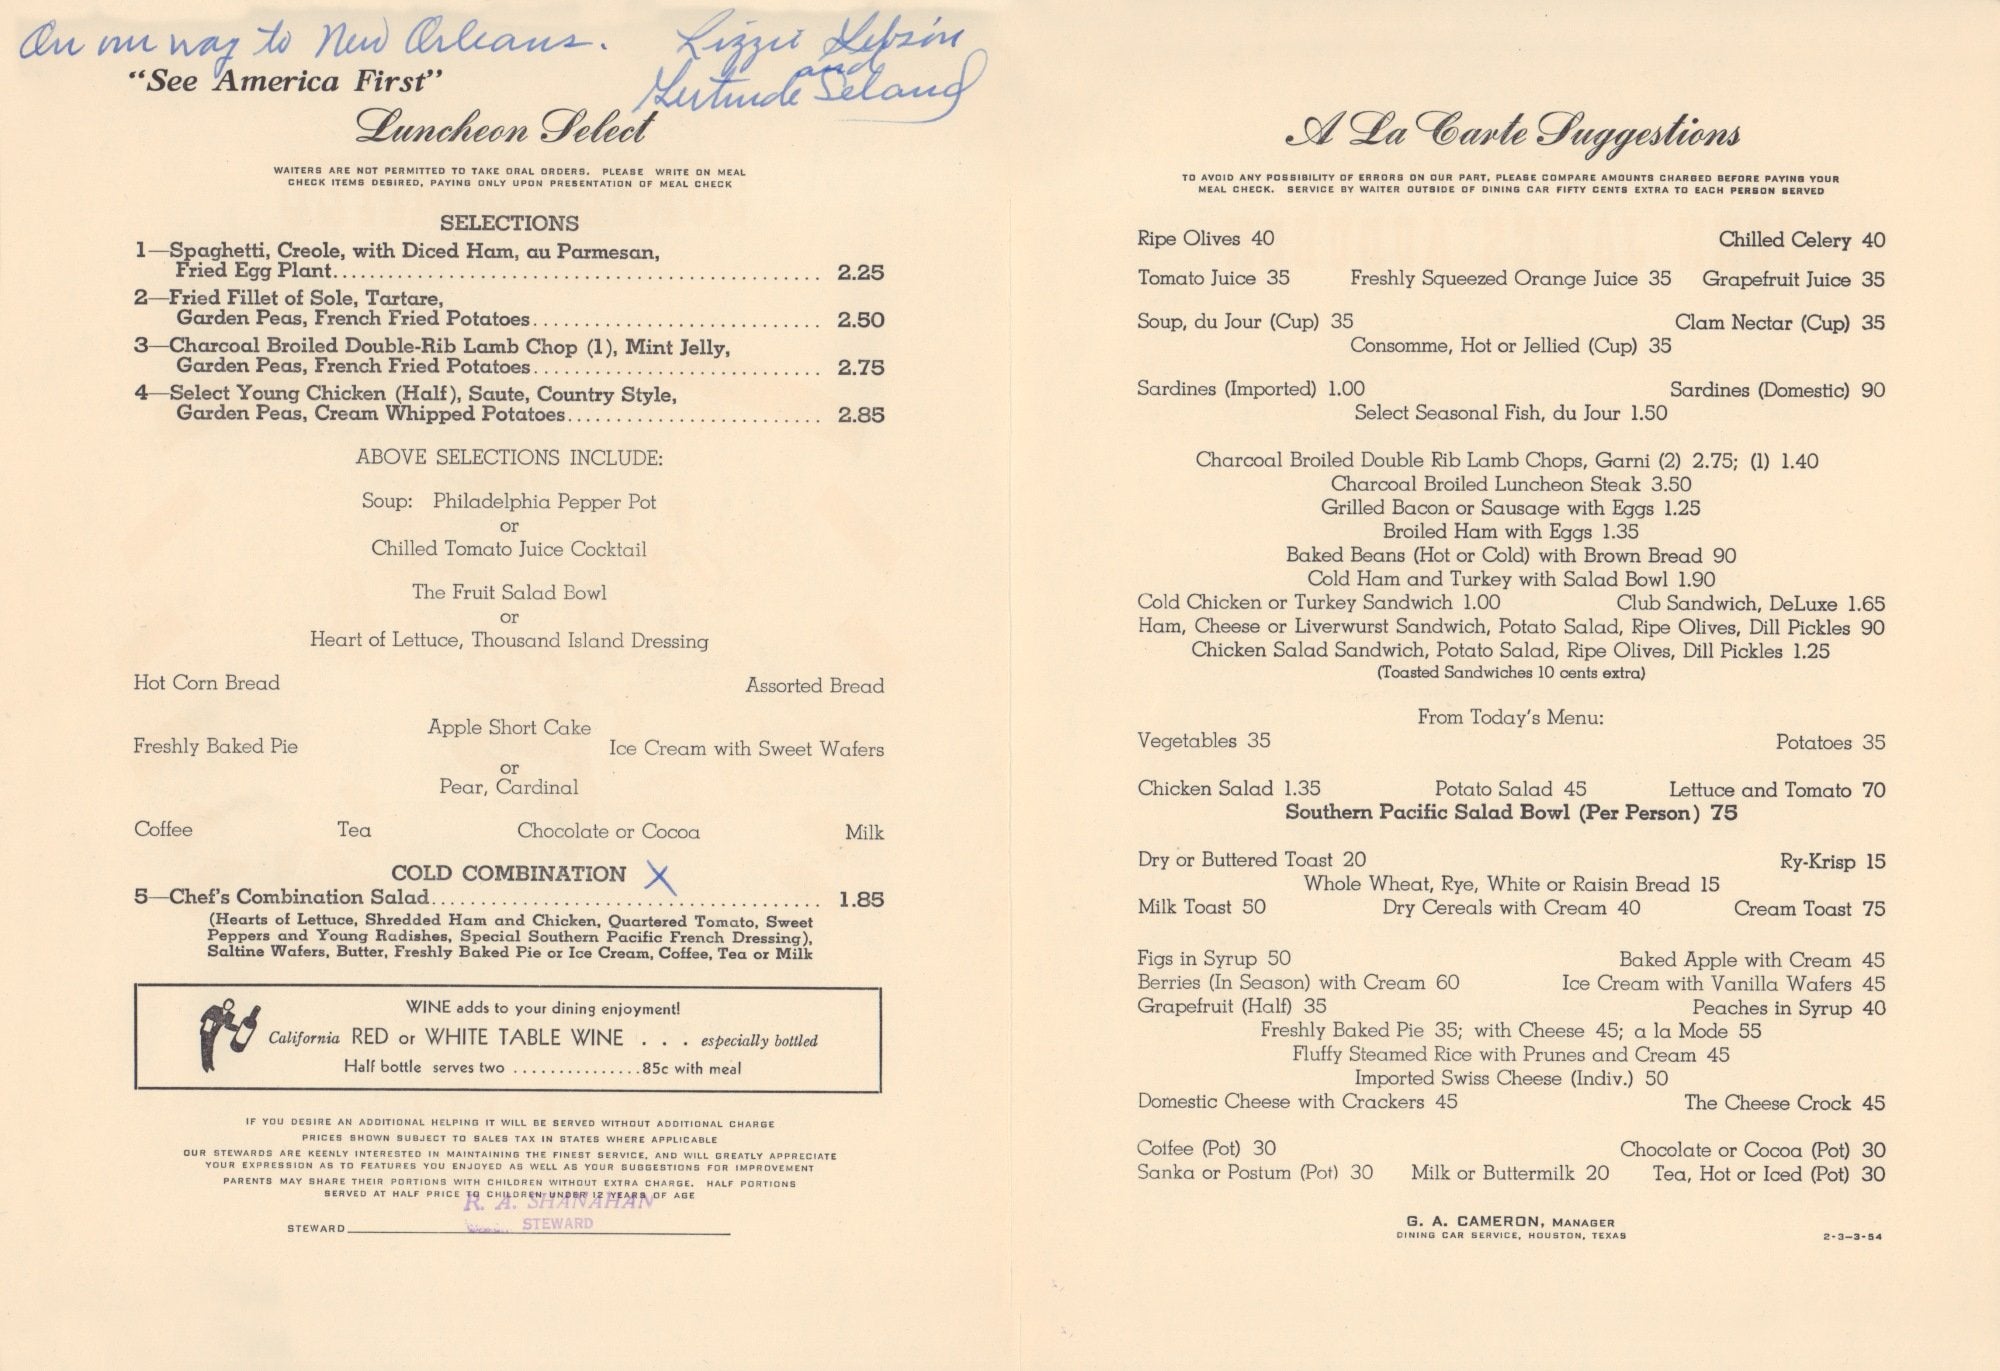 On our way to New Orleans. Lizzie
and
Gertrude
"See America First"
Luncheon Select
WAITERS ARE NOT PERMITTED TO TAKE ORAL ORDERS. PLEASE WRITE ON MEAL
CHECK ITEMS DESIRED, PAYING ONLY UPON PRESENTATION OF MEAL CHECK
SELECTIONS
1—Spaghetti, Creole, with Diced Ham, au Parmesan,
Fried Egg Plant.......... 2.25
2—Fried Fillet of Sole, Tartare,
Garden Peas, French Fried Potatoes.......... 2.50
3—Charcoal Broiled Double-Rib Lamb Chop (1), Mint Jelly,
Garden Peas, French Fried Potatoes.......... 2.75
4—Select Young Chicken (Half), Saute, Country Style,
Garden Peas, Cream Whipped Potatoes.......... 2.85
ABOVE SELECTIONS INCLUDE:
Soup: Philadelphia Pepper Pot
or
Chilled Tomato Juice Cocktail
The Fruit Salad Bowl
or
Heart of Lettuce, Thousand Island Dressing
Hot Corn Bread Assorted Bread
Apple Short Cake
Freshly Baked Pie Ice Cream with Sweet Wafers
or
Pear, Cardinal
Coffee Tea Chocolate or Cocoa Milk
COLD COMBINATION X
5—Chef's Combination Salad.......... 1.85
(Hearts of Lettuce, Shredded Ham and Chicken, Quartered Tomato, Sweet
Peppers and Young Radishes, Special Southern Pacific French Dressing),
Saltine Wafers, Butter, Freshly Baked Pie or Ice Cream, Coffee, Tea or Milk
WINE adds to your dining enjoyment!
California RED or WHITE TABLE WINE . . . especially bottled
Half bottle serves two ...............85c with meal
IF YOU DESIRE AN ADDITIONAL HELPING IT WILL BE SERVED WITHOUT ADDITIONAL CHARGE
PRICES SHOWN SUBJECT TO SALES TAX IN STATES WHERE APPLICABLE
OUR STEWARDS ARE KEENLY INTERESTED IN MAINTAINING THE FINEST SERVICE, AND WILL GREATLY APPRECIATE
YOUR EXPRESSION AS TO FEATURES YOU ENJOYED AS WELL AS YOUR SUGGESTIONS FOR IMPROVEMENT
PARENTS MAY SHARE THEIR PORTIONS WITH CHILDREN WITHOUT EXTRA CHARGE. HALF PORTIONS
SERVED AT HALF PRICE TO CHILDREN UNDER 12 YEARS OF AGE
R. A. SHANAHAN
STEWARD
STEWARD
A La Carte Suggestions
TO AVOID ANY POSSIBILITY OF ERRORS ON OUR PART, PLEASE COMPARE AMOUNTS CHARGED BEFORE PAYING YOUR
MEAL CHECK. SERVICE BY WAITER OUTSIDE OF DINING CAR FIFTY CENTS EXTRA TO EACH PERSON SERVED
Ripe Olives 40 Chilled Celery 40
Tomato Juice 35 Freshly Squeezed Orange Juice 35 Grapefruit Juice 35
Soup, du Jour (Cup) 35 Clam Nectar (Cup) 35
Consomme, Hot or Jellied (Cup) 35
Sardines (Imported) 1.00 Sardines (Domestic) 90
Select Seasonal Fish, du Jour 1.50
Charcoal Broiled Double Rib Lamb Chops, Garni (2) 2.75; (1) 1.40
Charcoal Broiled Luncheon Steak 3.50
Grilled Bacon or Sausage with Eggs 1.25
Broiled Ham with Eggs 1.35
Baked Beans (Hot or Cold) with Brown Bread 90
Cold Ham and Turkey with Salad Bowl 1.90
Cold Chicken or Turkey Sandwich 1.00 Club Sandwich, DeLuxe 1.65
Ham, Cheese or Liverwurst Sandwich, Potato Salad, Ripe Olives, Dill Pickles 90
Chicken Salad Sandwich, Potato Salad, Ripe Olives, Dill Pickles 1.25
(Toasted Sandwiches 10 cents extra)
From Today's Menu:
Vegetables 35 Potatoes 35
Chicken Salad 1.35 Potato Salad 45 Lettuce and Tomato 70
Southern Pacific Salad Bowl (Per Person) 75
Dry or Buttered Toast 20 Ry-Krisp 15
Whole Wheat, Rye, White or Raisin Bread 15
Milk Toast 50 Dry Cereals with Cream 40 Cream Toast 75
Figs in Syrup 50 Baked Apple with Cream 45
Berries (In Season) with Cream 60 Ice Cream with Vanilla Wafers 45
Grapefruit (Half) 35 Peaches in Syrup 40
Freshly Baked Pie 35; with Cheese 45; a la Mode 55
Fluffy Steamed Rice with Prunes and Cream 45
Imported Swiss Cheese (Indiv.) 50
Domestic Cheese with Crackers 45 The Cheese Crock 45
Coffee (Pot) 30 Chocolate or Cocoa (Pot) 30
Sanka or Postum (Pot) 30 Milk or Buttermilk 20 Tea, Hot or Iced (Pot) 30
G. A. CAMERON, MANAGER
DINING CAR SERVICE, HOUSTON, TEXAS 2-3-3-54